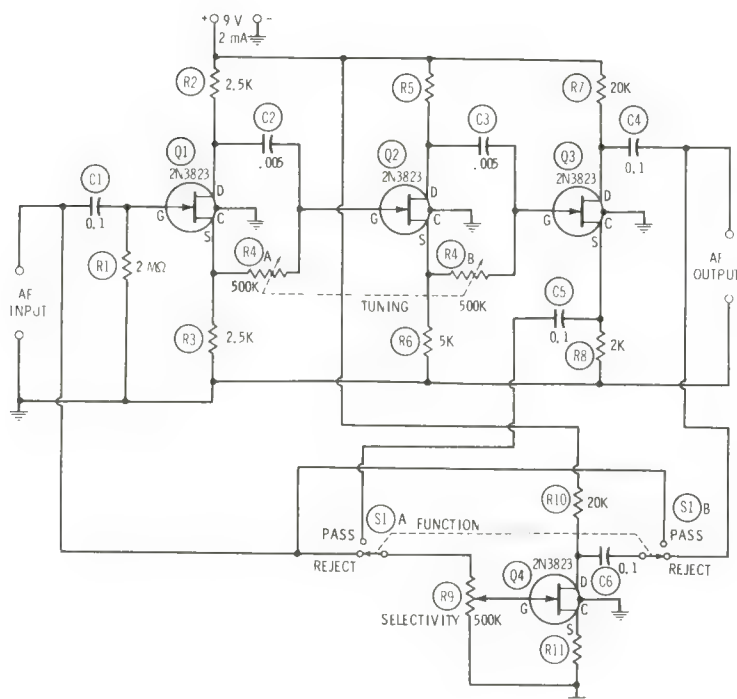 + 9 V -
2 mA
R2 2.5K
R5
R7 20K
C2 .005
C3 .005
C4 0.1
Q1 2N3823
Q2 2N3823
Q3 2N3823
C1 0.1
D
G
C
S
D
G
C
S
D
G
C
S
R1 2 MΩ
R4 A 500K
R4 B 500K
TUNING
AF INPUT
AF OUTPUT
C5 0.1
R3 2.5K
R6 5K
R8 2K
R10 20K
S1 A FUNCTION
S1 B
PASS
PASS
REJECT
REJECT
Q4 2N3823
C6 0.1
R9 500K
SELECTIVITY
D
G
C
S
R11